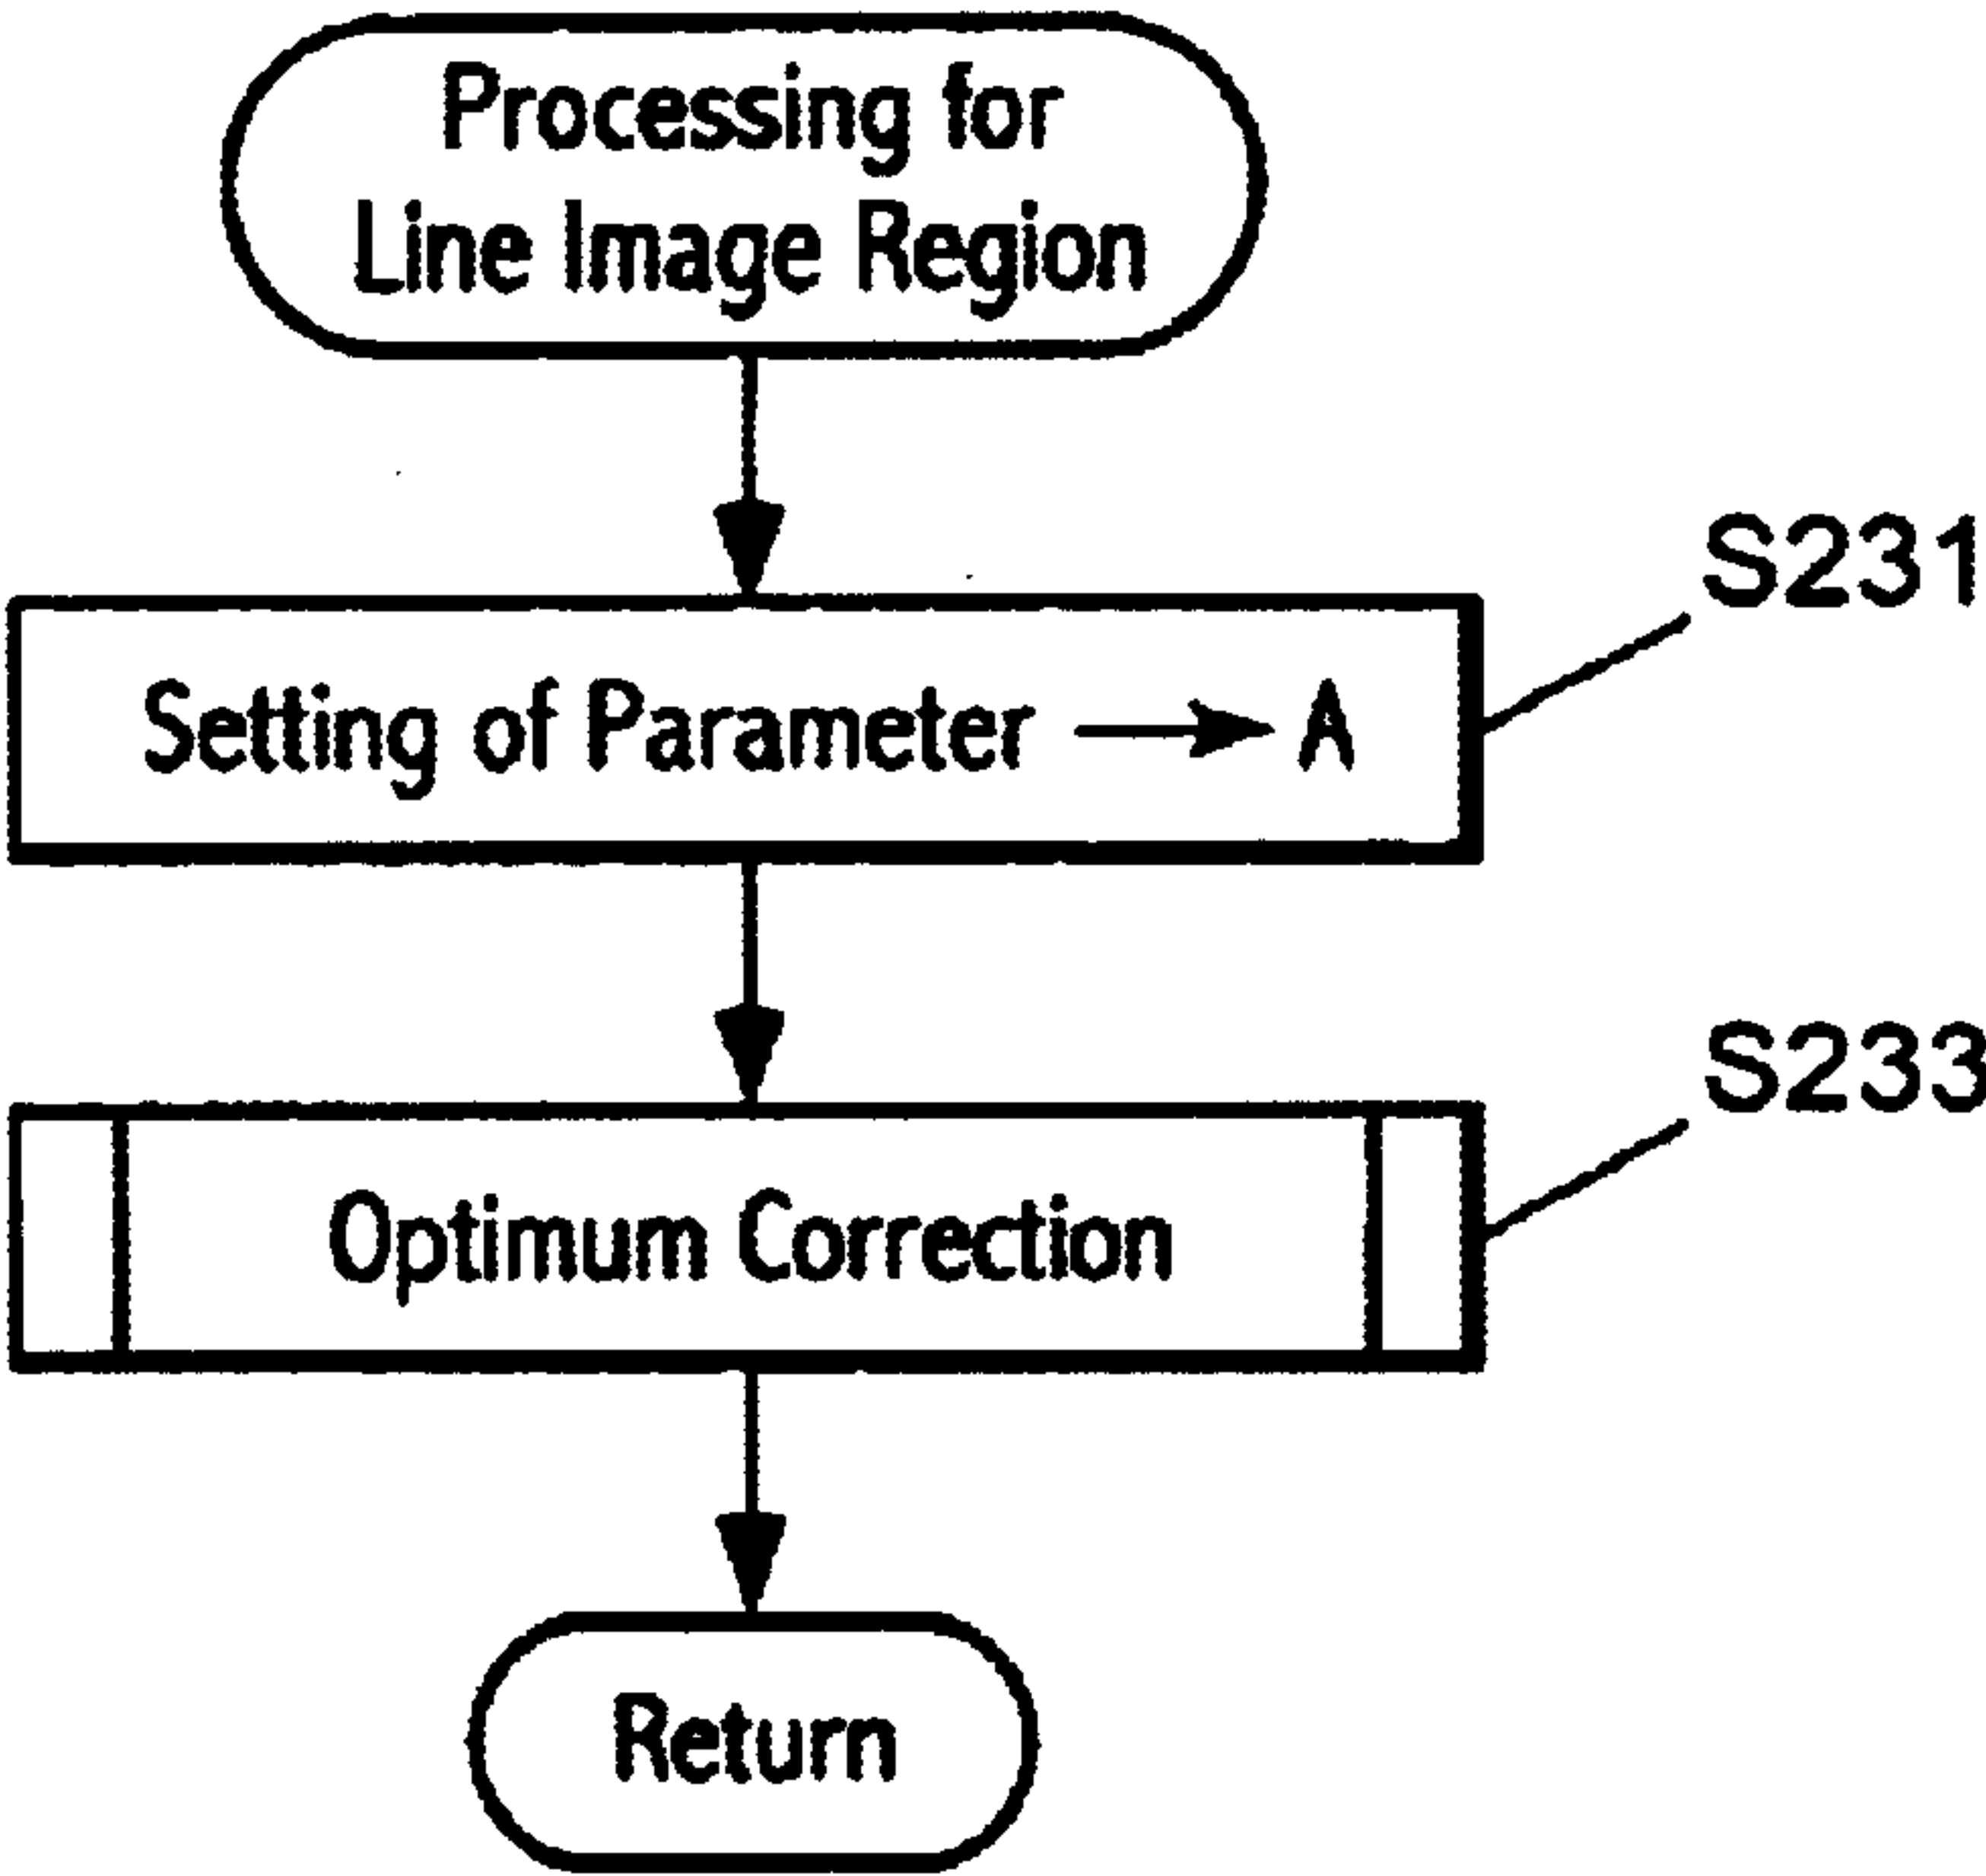 Processing for
Line Image Region
S231
Setting of Parameter → A
S233
Optimum Correction
Return